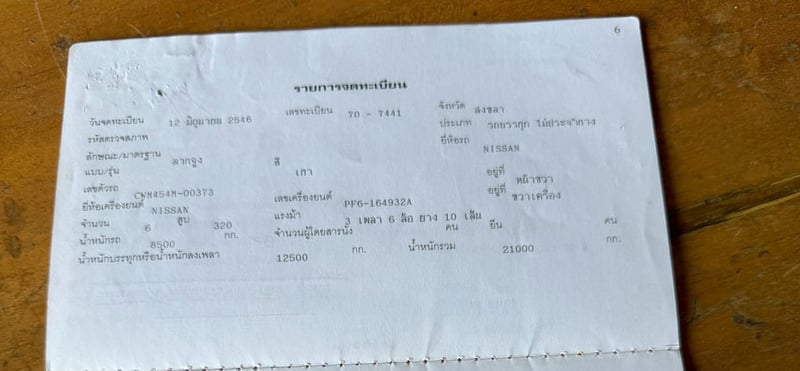 6
รายการจดทะเบียน
วันจดทะเบียน 12 มิถุนายน 2546 เลขทะเบียน 70 - 7441 จังหวัด สงขลา
รหัสตรวจสภาพ ประเภท รถบรรทุก ไม่ประจำทาง
ลักษณะ/มาตรฐาน ลากจูง ยี่ห้อรถ NISSAN
แบบ/รุ่น สี เทา
เลขตัวรถ CWM454M-00373 อยู่ที่ หน้าขวา
ยี่ห้อเครื่องยนต์ NISSAN เลขเครื่องยนต์ PF6-164932A อยู่ที่ ขวาเครื่อง
จำนวน 6 สูบ 320 แรงม้า 3 เพลา 6 ล้อ ยาง 10 เส้น
น้ำหนักรถ 8500 กก. จำนวนผู้โดยสารนั่ง คน ยืน คน
น้ำหนักบรรทุกหรือน้ำหนักลงเพลา 12500 กก. น้ำหนักรวม 21000 กก.